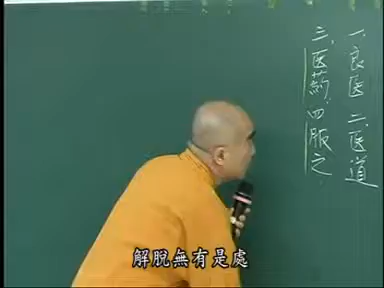 一、良医 二、医道
三、医药 四服之
解脫無有是處